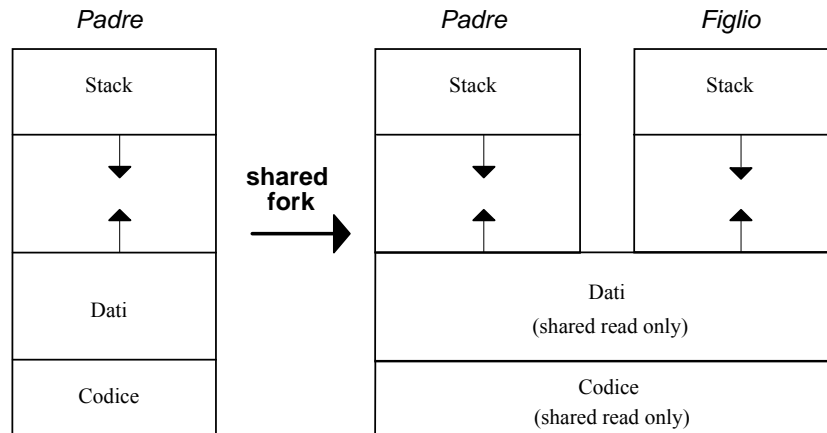 Padre
Padre
Figlio
Stack
Stack
Stack
shared
fork
Dati
Dati
(shared read only)
Codice
Codice
(shared read only)